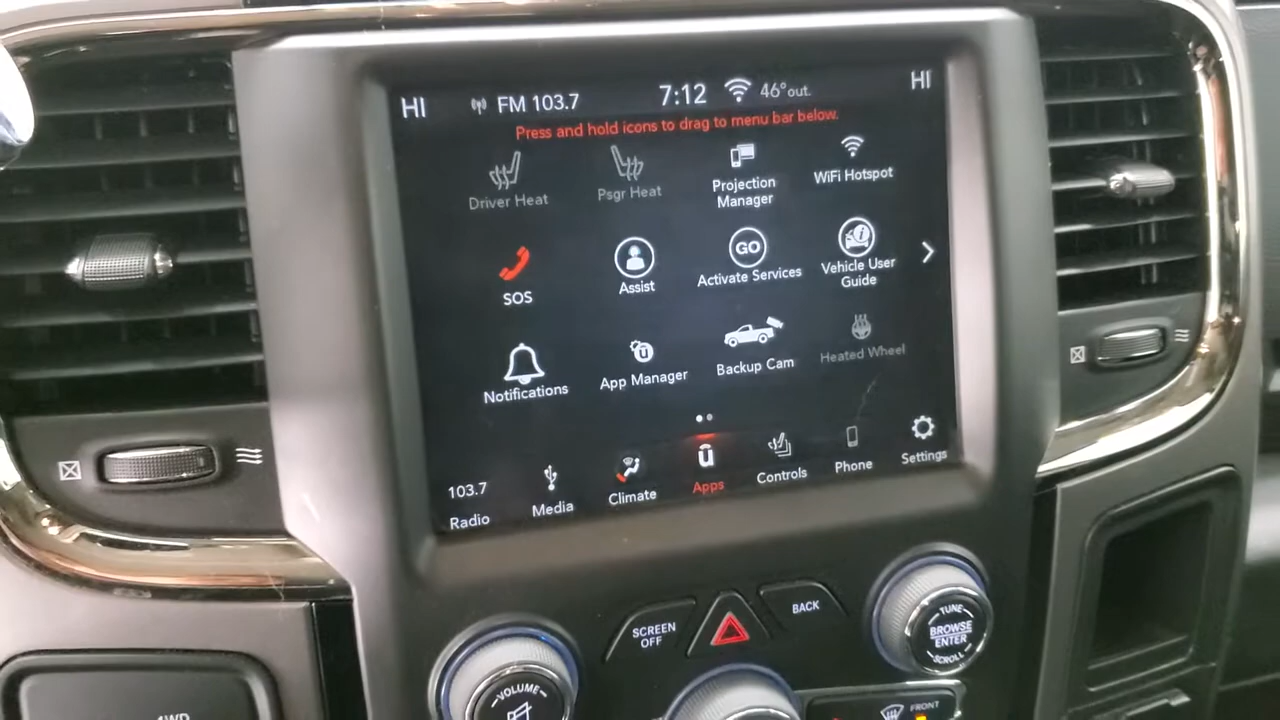 HI
FM 103.7
7:12
46°out.
HI
Press and hold icons to drag to menu bar below.
Driver Heat
Psgr Heat
Projection
Manager
WiFi Hotspot
SOS
Assist
GO
Activate Services
Vehicle User
Guide
Notifications
App Manager
Backup Cam
Heated Wheel
103.7
Radio
Media
Climate
Apps
Controls
Phone
Settings
SCREEN
OFF
BACK
TUNE
BROWSE
ENTER
SCROLL
VOLUME
FRONT
4WD